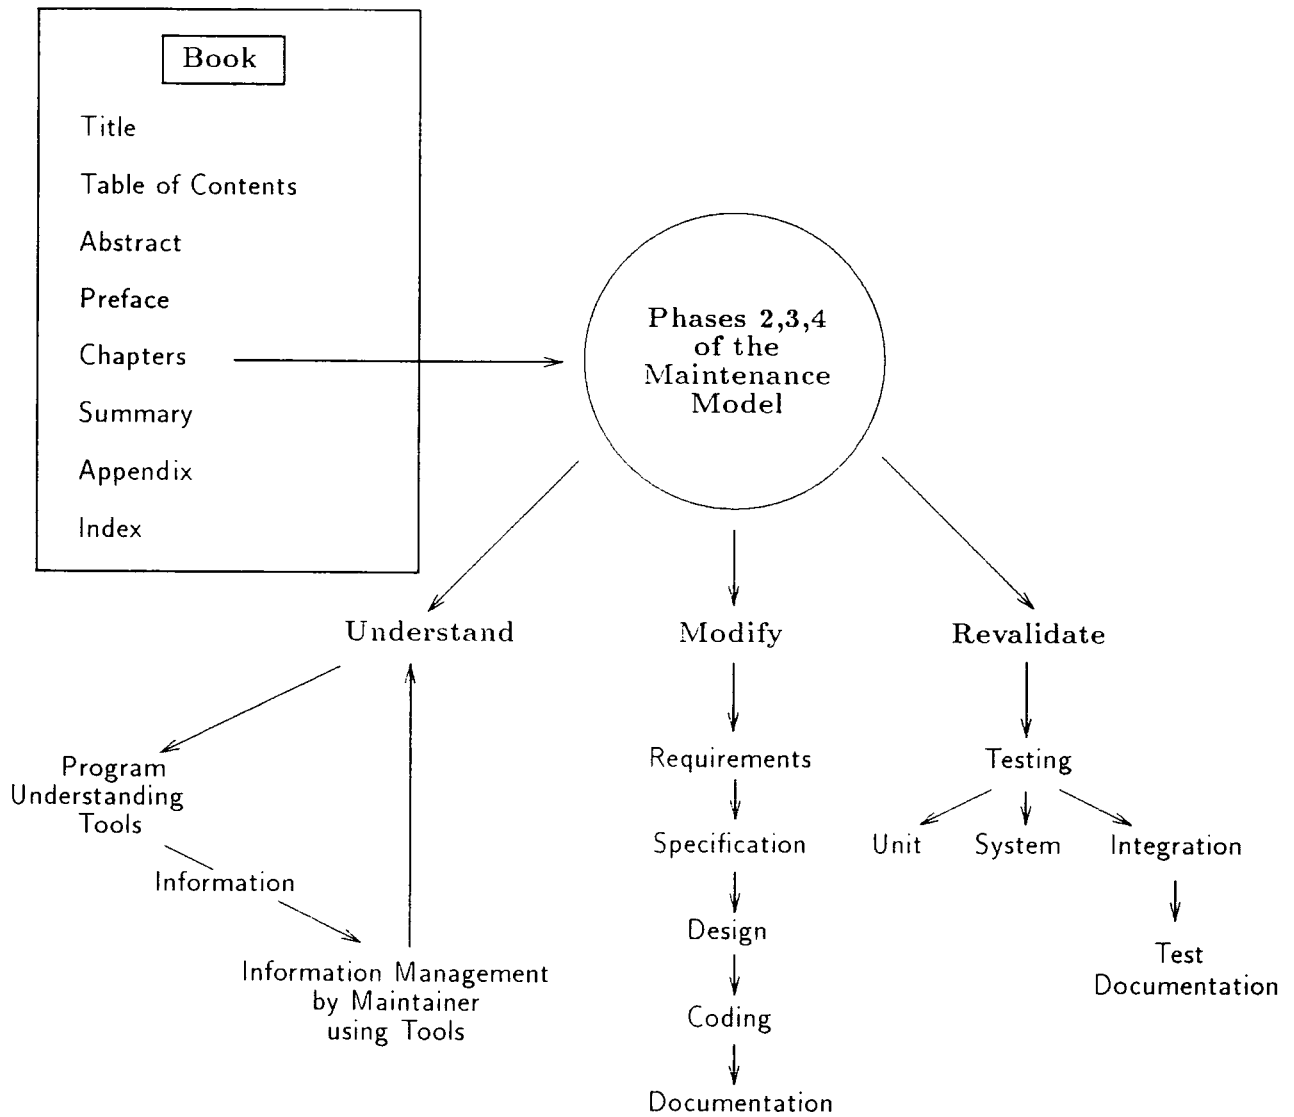 Book
Title
Table of Contents
Abstract
Preface
Chapters
Summary
Appendix
Index
Phases 2,3,4
of the
Maintenance
Model
Understand
Modify
Revalidate
Program
Understanding
Tools
Information
Information Management
by Maintainer
using Tools
Requirements
Specification
Design
Coding
Documentation
Testing
Unit
System
Integration
Test
Documentation